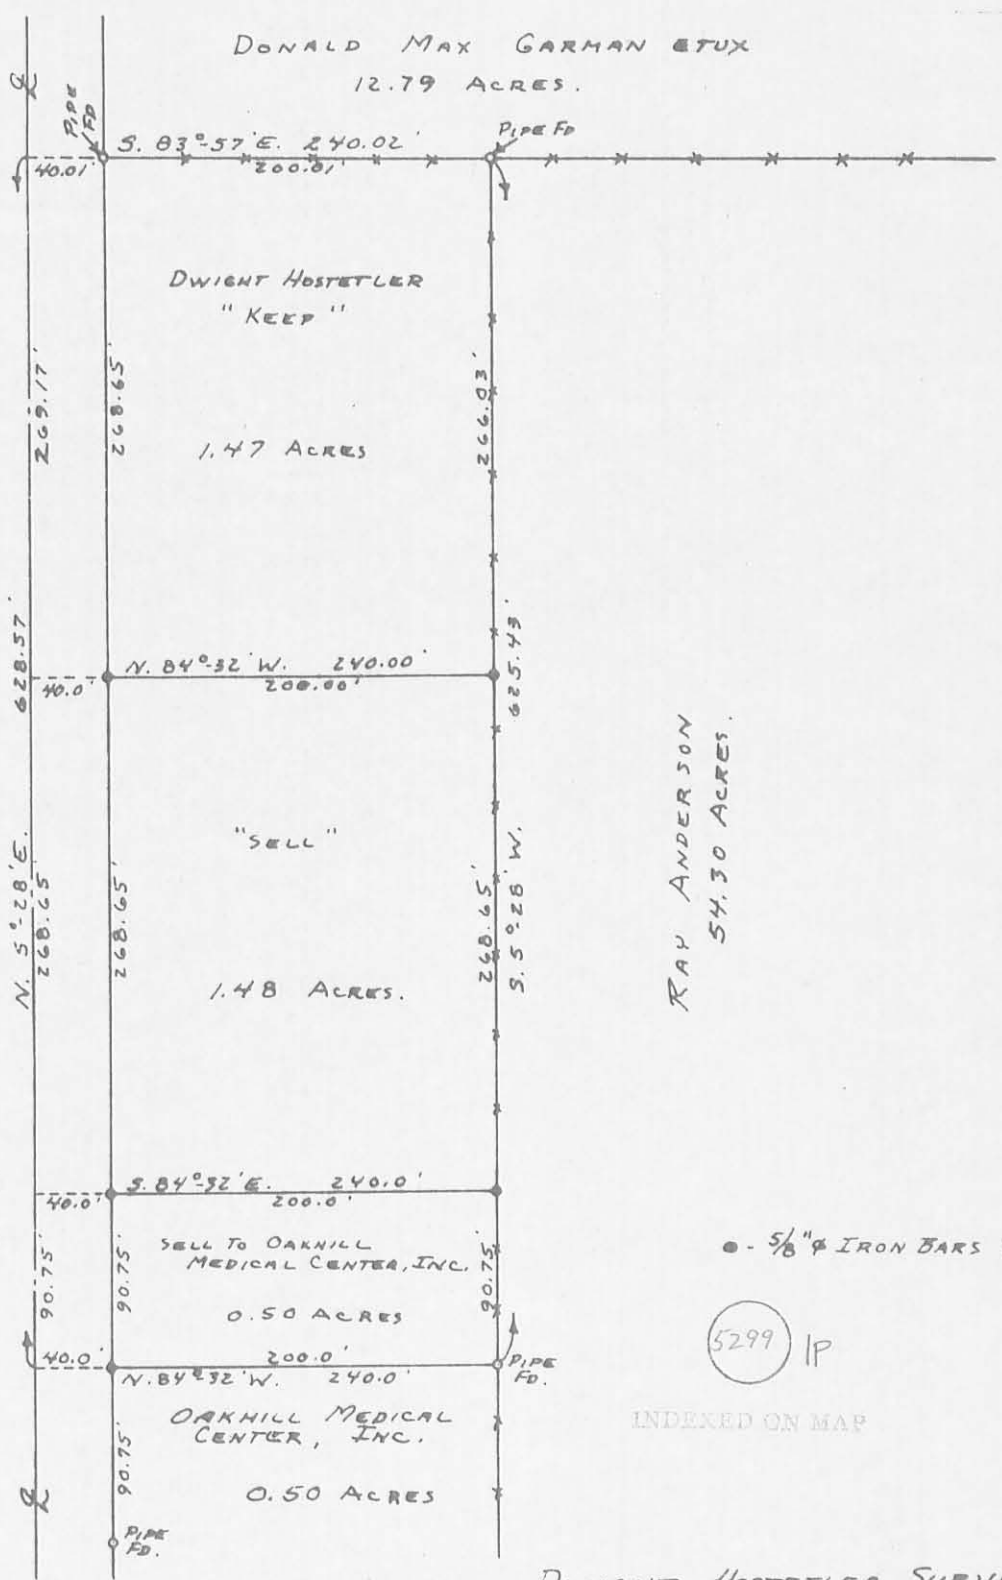 DONALD MAX GARMAN ETUX
12.79 ACRES.
℄
PIPE FD
S. 83°-57' E. 240.02'
PIPE FD
40.01'
200.01'
DWIGHT HOSTETLER
"KEEP"
269.17'
268.65'
266.03'
1.47 ACRES
N. 84°-32' W. 240.00'
40.0'
200.00'
N. 5°-28' E. 628.57'
S. 5°-28' W. 625.43'
RAY ANDERSON
54.30 ACRES.
"SELL"
268.65'
268.65'
268.65'
1.48 ACRES.
S. 84°-32' E. 240.0'
40.0'
200.0'
SELL TO OAKHILL
MEDICAL CENTER, INC.
90.75'
90.75'
90.75'
0.50 ACRES
● - 5/8" ϕ IRON BARS
5299 1P
40.0'
200.0'
PIPE
FD.
N. 84°-32' W. 240.0'
INDEXED ON MAP
OAKHILL MEDICAL
CENTER, INC.
90.75'
0.50 ACRES
℄
PIPE
FD.